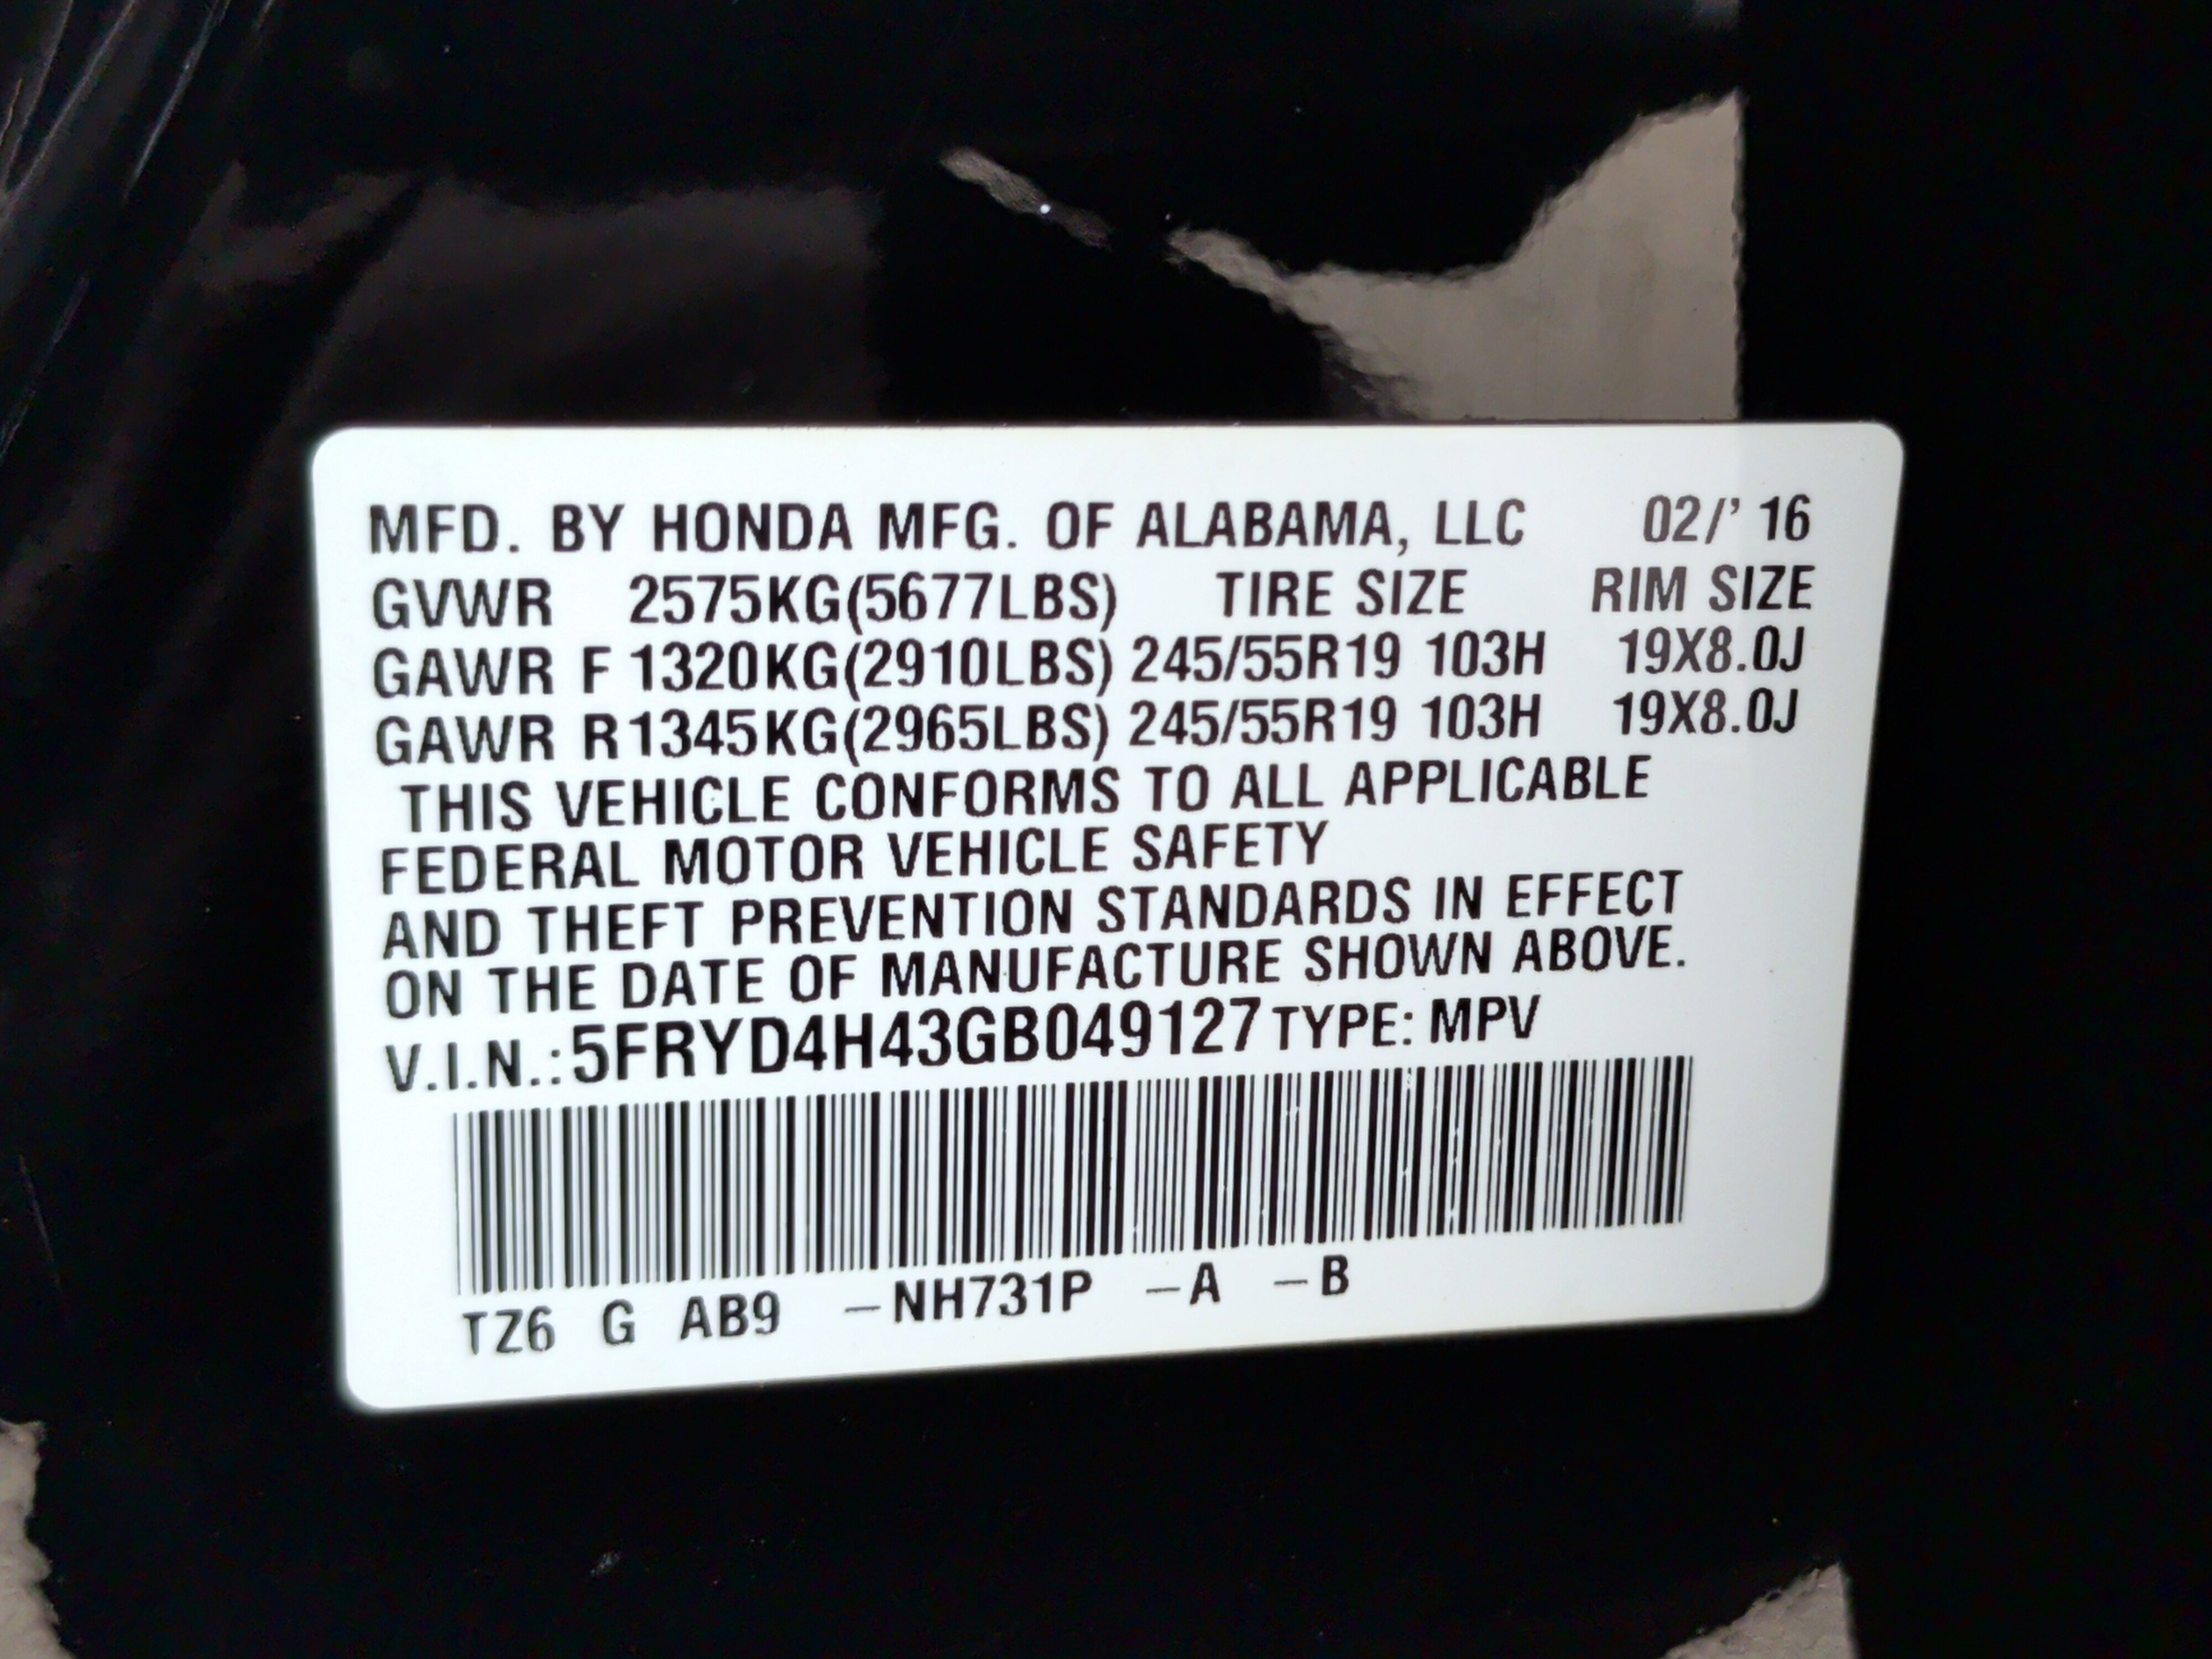 MFD. BY HONDA MFG. OF ALABAMA, LLC 02/' 16
GVWR 2575KG(5677LBS) TIRE SIZE RIM SIZE
GAWR F 1320KG(2910LBS) 245/55R19 103H 19X8.0J
GAWR R1345KG(2965LBS) 245/55R19 103H 19X8.0J
THIS VEHICLE CONFORMS TO ALL APPLICABLE
FEDERAL MOTOR VEHICLE SAFETY
AND THEFT PREVENTION STANDARDS IN EFFECT
ON THE DATE OF MANUFACTURE SHOWN ABOVE.
V.I.N.:5FRYD4H43GB049127 TYPE: MPV
TZ6 G AB9 –NH731P –A –B